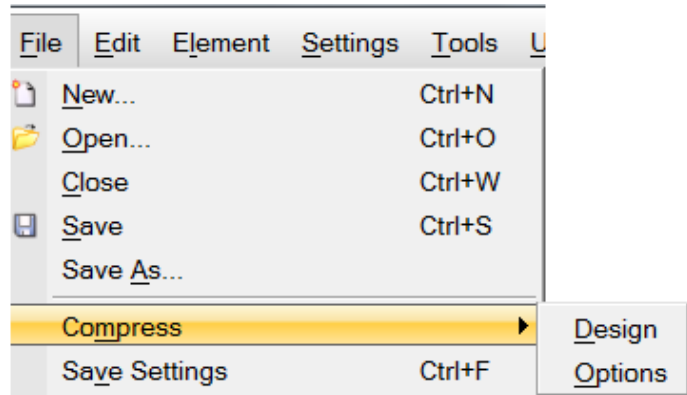 File Edit Element Settings Tools U
New... Ctrl+N
Open... Ctrl+O
Close Ctrl+W
Save Ctrl+S
Save As...
Compress Design
Save Settings Ctrl+F Options